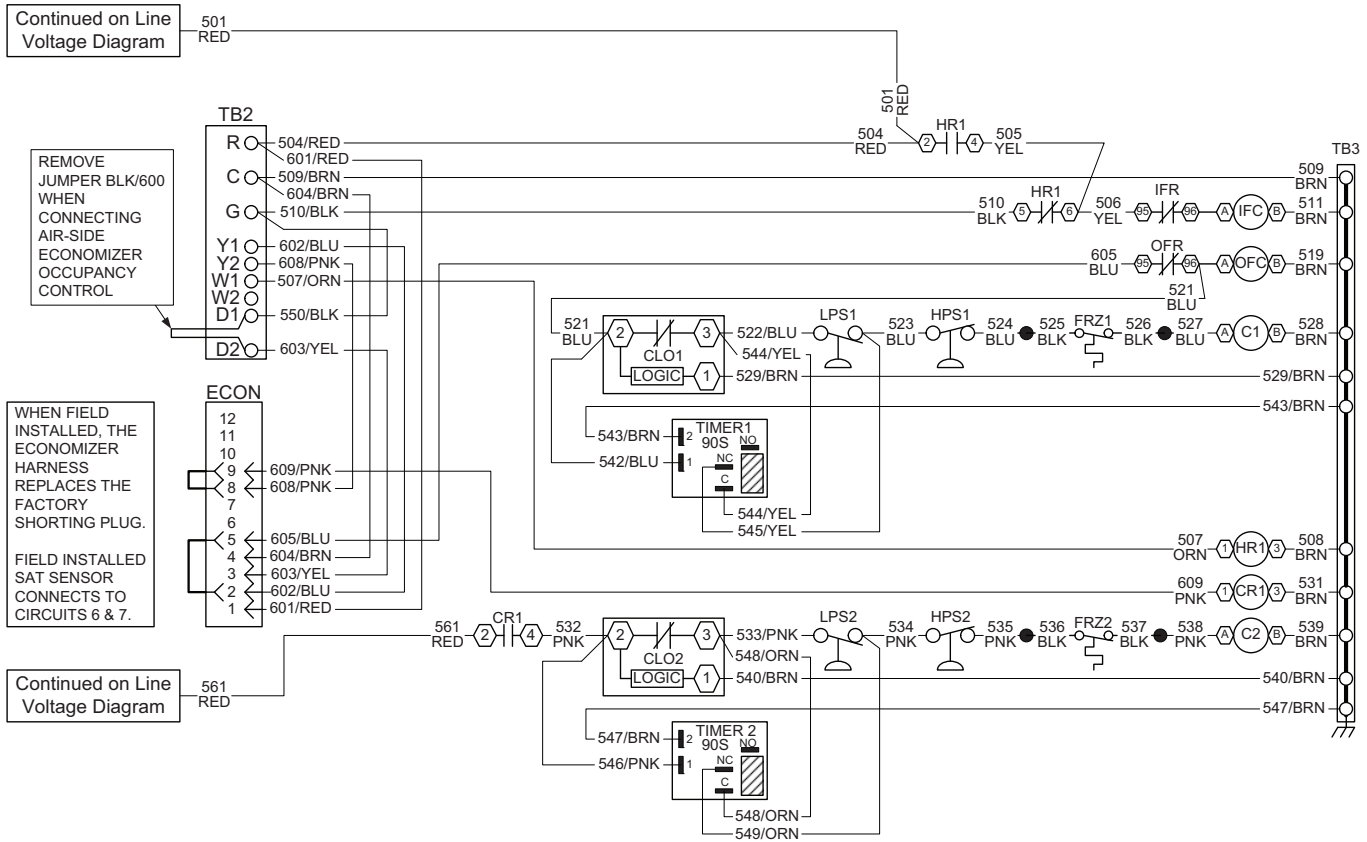 Continued on Line
Voltage Diagram
501
RED
501
RED
TB2
R
504/RED
601/RED
C
509/BRN
604/BRN
G
510/BLK
Y1
602/BLU
Y2
608/PNK
W1
507/ORN
W2
D1
550/BLK
D2
603/YEL
REMOVE
JUMPER BLK/600
WHEN
CONNECTING
AIR-SIDE
ECONOMIZER
OCCUPANCY
CONTROL
504
RED
2
HR1
4
505
YEL
TB3
509
BRN
510
BLK
5
HR1
6
506
YEL
95
IFR
96
A
IFC
B
511
BRN
605
BLU
95
OFR
96
A
OFC
B
519
BRN
521
BLU
521
BLU
2
CLO1
3
LOGIC
1
522/BLU
544/YEL
529/BRN
LPS1
523
BLU
HPS1
524
BLU
525
BLK
FRZ1
526
BLK
527
BLU
A
C1
B
528
BRN
529/BRN
543/BRN
543/BRN
542/BLU
2
1
TIMER1
90S
NO
NC
C
544/YEL
545/YEL
WHEN FIELD
INSTALLED, THE
ECONOMIZER
HARNESS
REPLACES THE
FACTORY
SHORTING PLUG.
FIELD INSTALLED
SAT SENSOR
CONNECTS TO
CIRCUITS 6 & 7.
ECON
12
11
10
9
609/PNK
8
608/PNK
7
6
5
605/BLU
4
604/BRN
3
603/YEL
2
602/BLU
1
601/RED
507
ORN
1
HR1
3
508
BRN
609
PNK
1
CR1
3
531
BRN
561
RED
2
CR1
4
532
PNK
2
CLO2
3
LOGIC
1
533/PNK
548/ORN
540/BRN
LPS2
534
PNK
HPS2
535
PNK
536
BLK
FRZ2
537
BLK
538
PNK
A
C2
B
539
BRN
540/BRN
547/BRN
Continued on Line
Voltage Diagram
561
RED
547/BRN
546/PNK
2
1
TIMER 2
90S
NO
NC
C
548/ORN
549/ORN